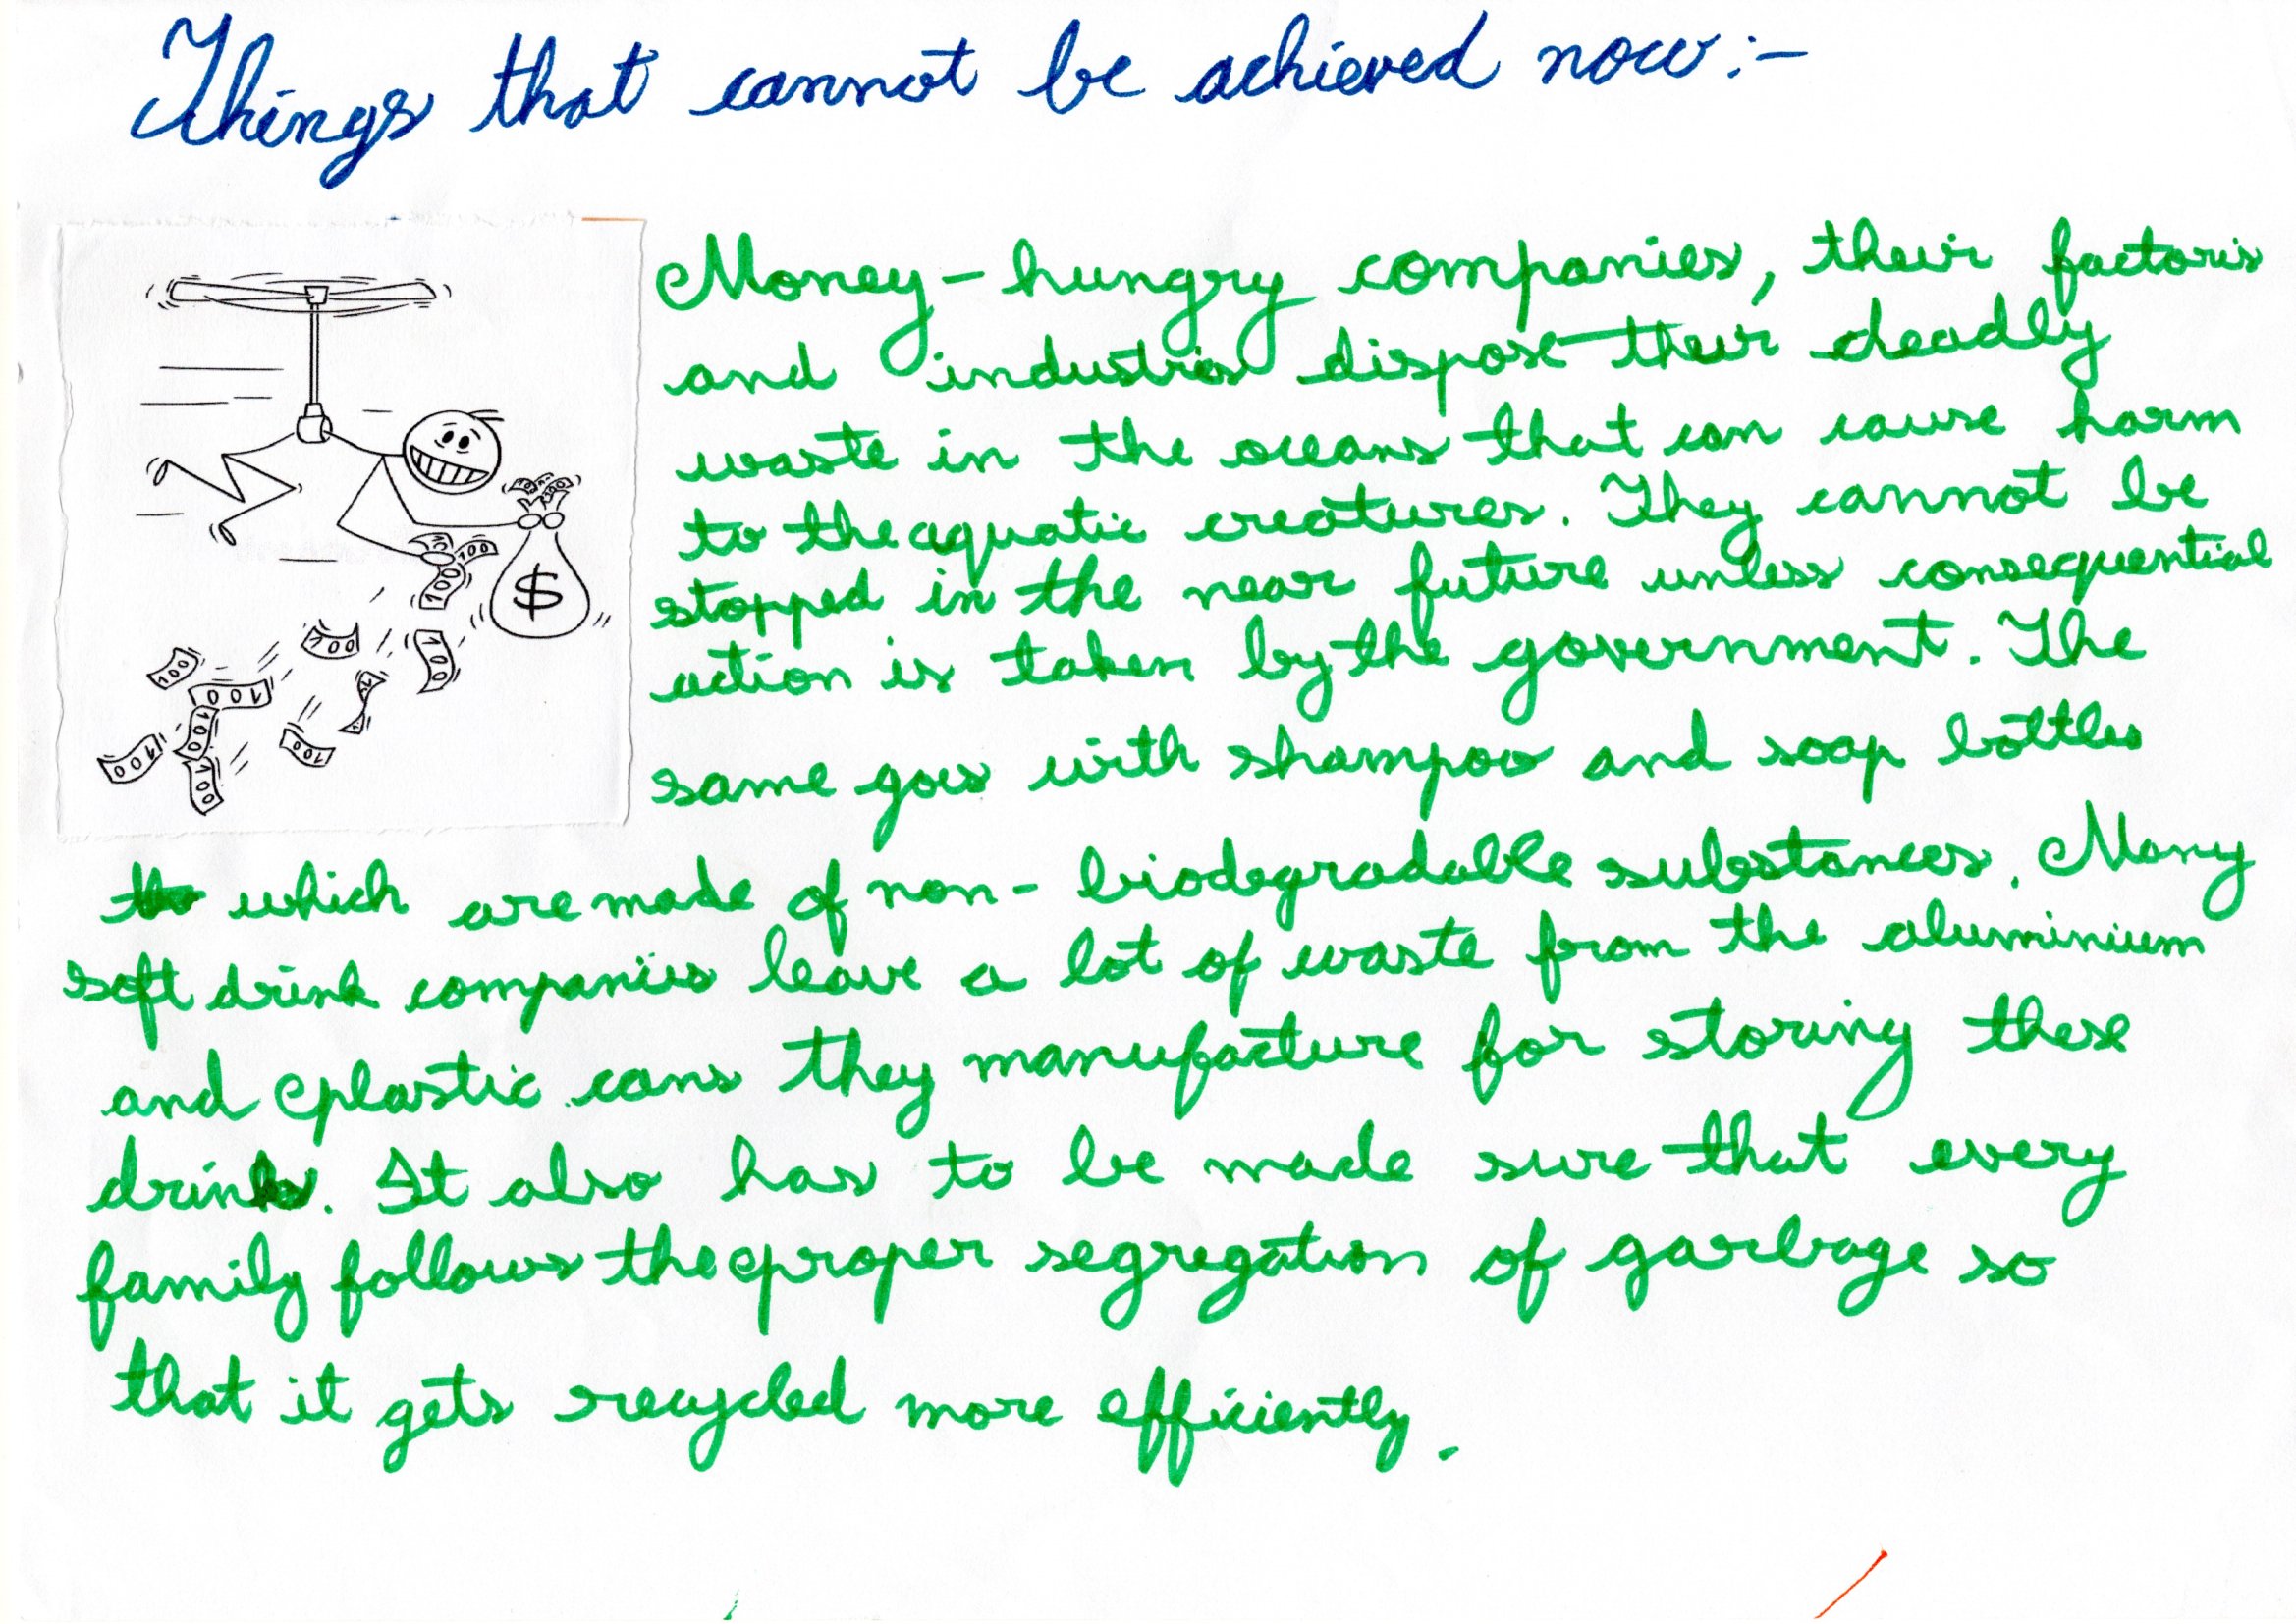 Things that cannot be achieved now:-
Money-hungry companies, their factoris
and industries dispose their deadly
waste in the oceans that can cause harm
to the aquatic creatures. They cannot be
stopped in the near future unless consequential
action is taken by the government. The
same goes with shampoo and soap bottles
which are made of non-biodegradable substances. Many
soft drink companies leave a lot of waste from the aluminium
and plastic cans they manufacture for storing these
drinks. It also has to be made sure that every
family follows the proper segregation of garbage so
that it gets recycled more efficiently.
$
100
100
100
100
100
100
100
100
100
100